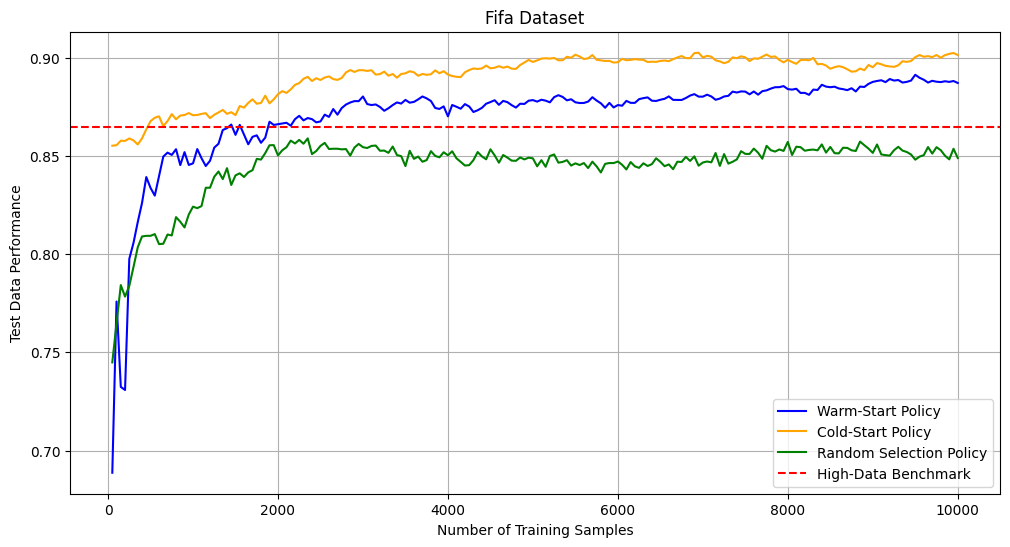 Fifa Dataset
Test Data Performance
0.90
0.85
0.80
0.75
0.70
0
2000
4000
6000
8000
10000
Number of Training Samples
Warm-Start Policy
Cold-Start Policy
Random Selection Policy
High-Data Benchmark